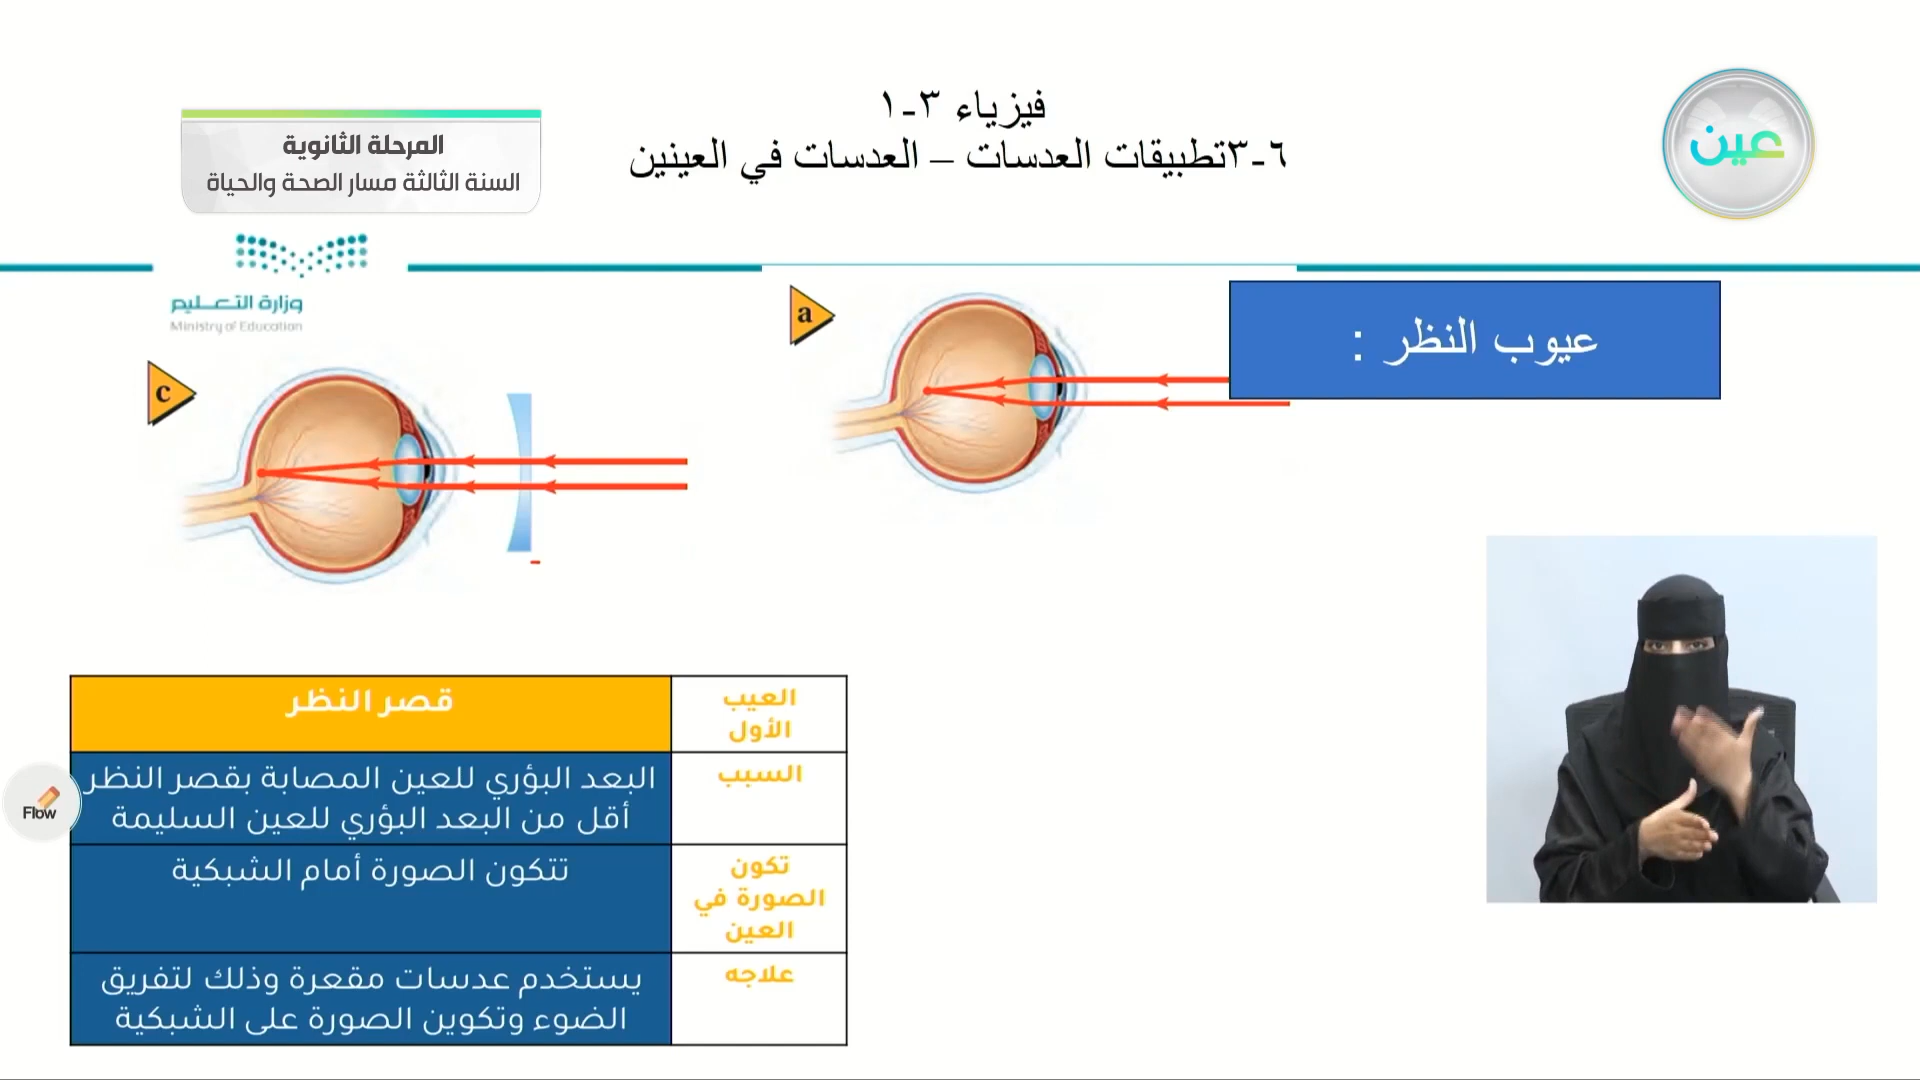 فيزياء ٣-١
٦-٣تطبيقات العدسات – العدسات في العينين
المرحلة الثانوية
السنة الثالثة مسار الصحة والحياة
عين
وزارة التعـــليم
Ministry of Education
عيوب النظر :
a
c
العيب الأول
قصر النظر
السبب
البعد البؤري للعين المصابة بقصر النظر
أقل من البعد البؤري للعين السليمة
تكون
الصورة في
العين
تتكون الصورة أمام الشبكية
علاجه
يستخدم عدسات مقعرة وذلك لتفريق
الضوء وتكوين الصورة على الشبكية
Flow